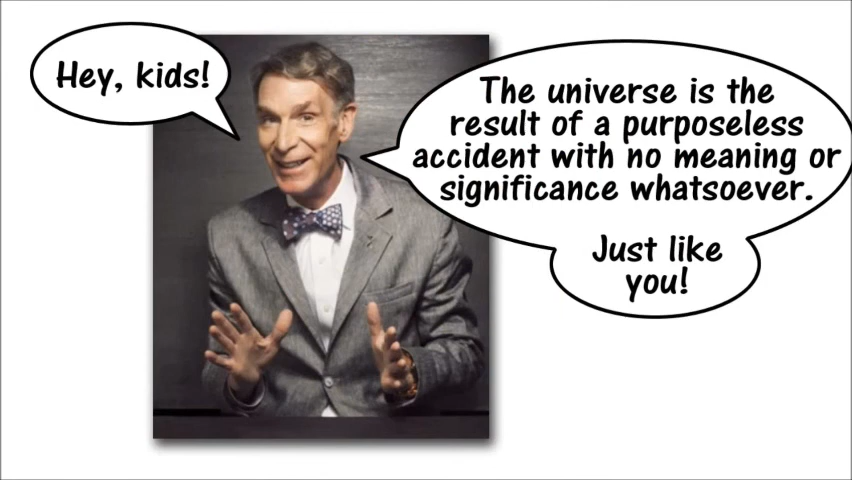 Hey, kids!
The universe is the
result of a purposeless
accident with no meaning or
significance whatsoever.
Just like
you!